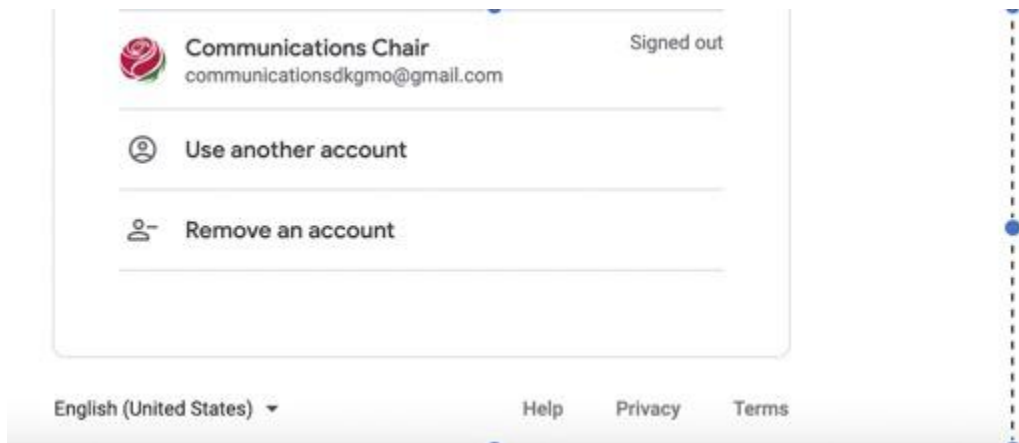 Communications Chair
Signed out
communicationsdkgmo@gmail.com
Use another account
Remove an account
English (United States)
Help Privacy Terms